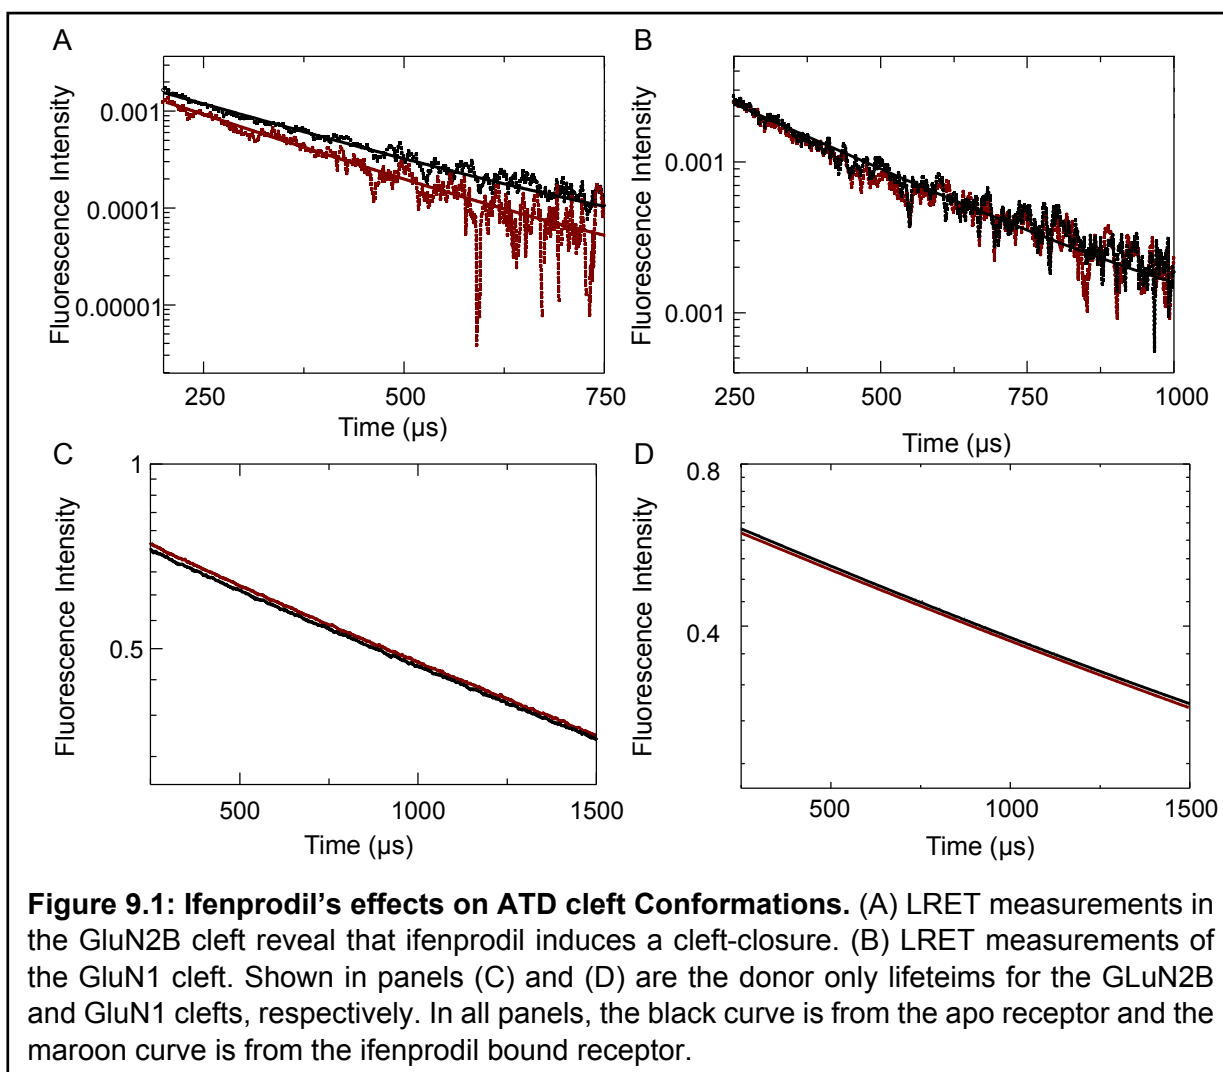 A
B
Fluorescence Intensity
0.001
0.0001
0.00001
250
500
750
Time (µs)
Fluorescence Intensity
0.001
0.001
250
500
750
1000
Time (µs)
C
D
Fluorescence Intensity
1
0.5
500
1000
1500
Time (µs)
Fluorescence Intensity
0.8
0.4
500
1000
1500
Time (µs)
Figure 9.1: Ifenprodil's effects on ATD cleft Conformations. (A) LRET measurements in
the GluN2B cleft reveal that ifenprodil induces a cleft-closure. (B) LRET measurements of
the GluN1 cleft. Shown in panels (C) and (D) are the donor only lifeteims for the GLuN2B
and GluN1 clefts, respectively. In all panels, the black curve is from the apo receptor and the
maroon curve is from the ifenprodil bound receptor.